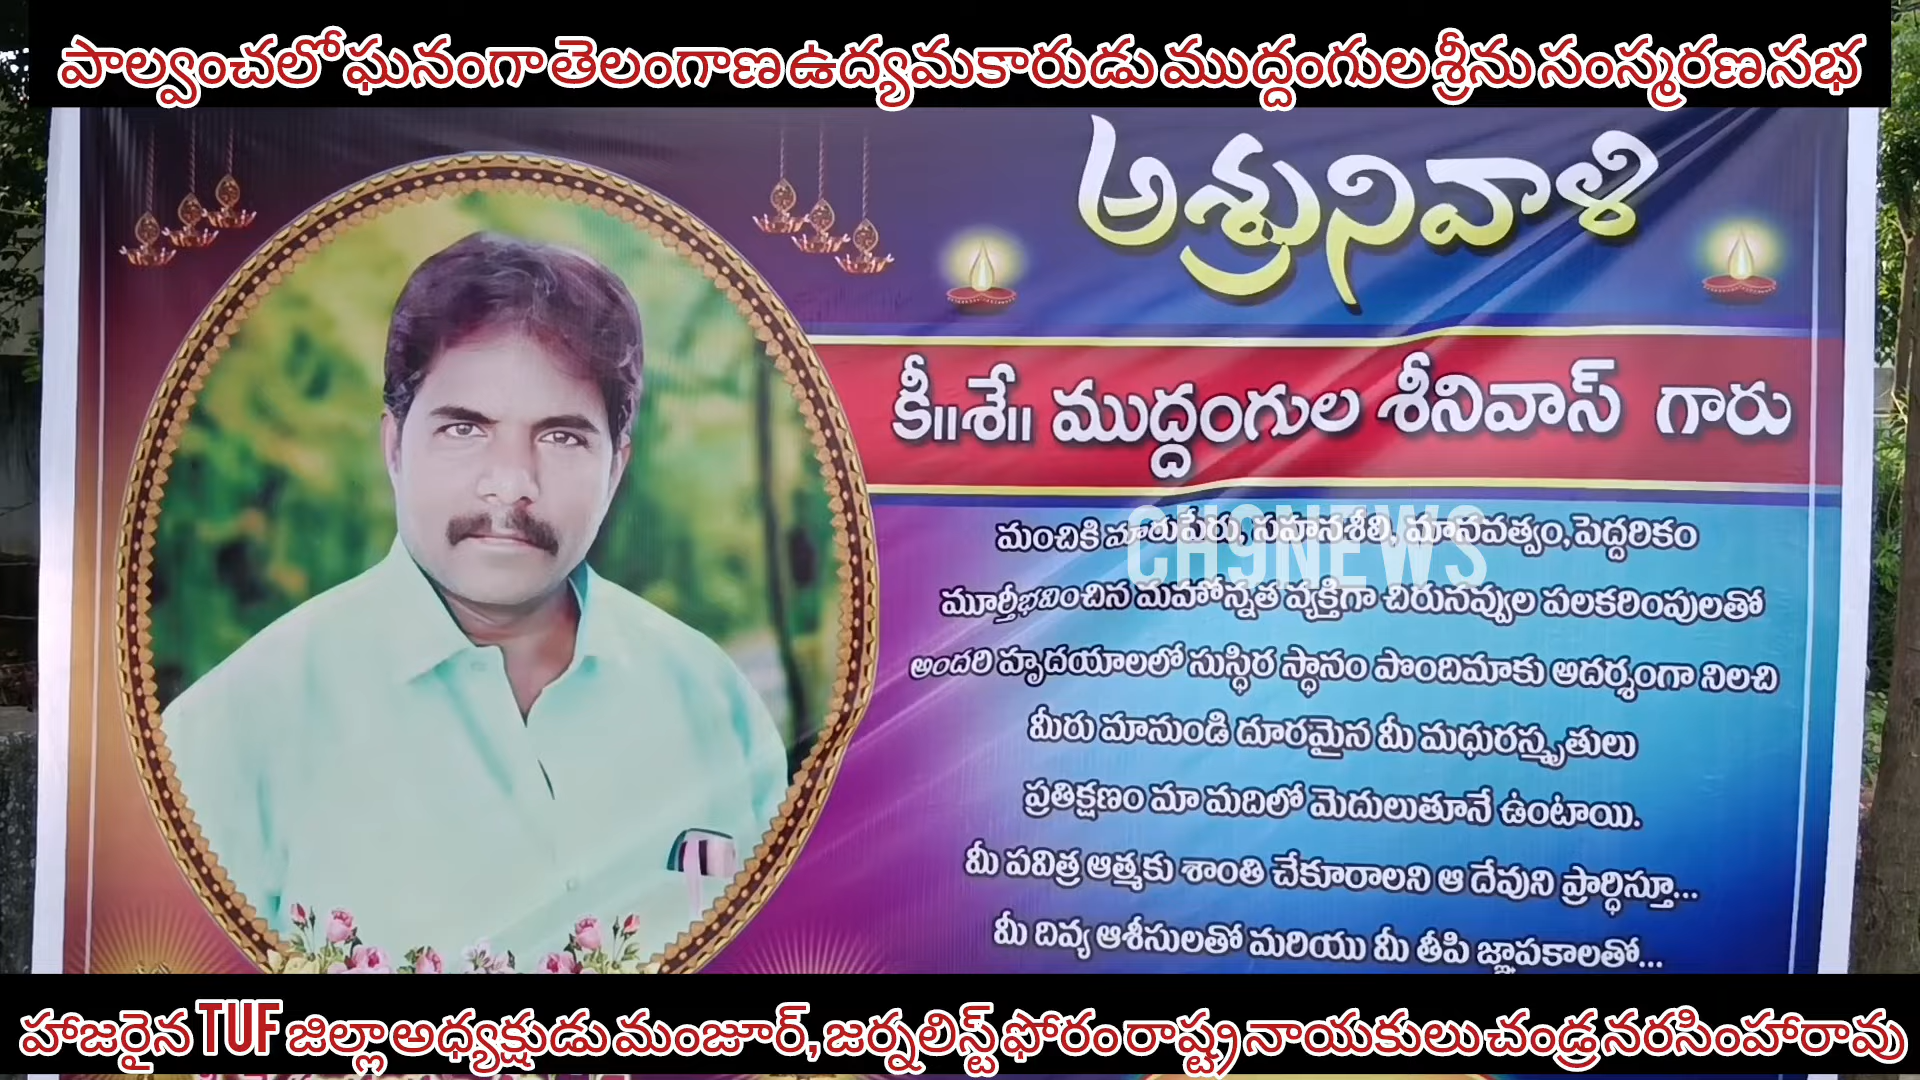 పాల్వంచలో ఘనంగా తెలంగాణ ఉద్యమకారుడు ముద్దంగుల శ్రీను సంస్మరణ సభ
అశ్రునివాళి
కీ॥శే॥ ముద్దంగుల శీనివాస్ గారు
CH9NEWS
మంచికి మారుపేరు, సహనశీలి, మానవత్వం,పెద్దరికం
మూర్తీభవించిన మహోన్నత వ్యక్తిగా చిరునవ్వుల పలకరింపులతో
అందరి హృదయాలలో సుస్ధిర స్ధానం పొందిమాకు అదర్శంగా నిలచి
మీరు మానుండి దూరమైన మీ మధురస్మృతులు
ప్రతిక్షణం మా మదిలో మెదులుతూనే ఉంటాయి.
మీ పవిత్ర ఆత్మకు శాంతి చేకూరాలని ఆ దేవుని ప్రార్ధిస్తూ...
మీ దివ్య ఆశీసులతో మరియు మీ తీపి జ్ఞాపకాలతో...
హాజరైన TUF జిల్లా అధ్యక్షుడు మంజూర్, జర్నలిస్ట్ ఫోరం రాష్ట్ర నాయకులు చండ్ర నరసింహారావు